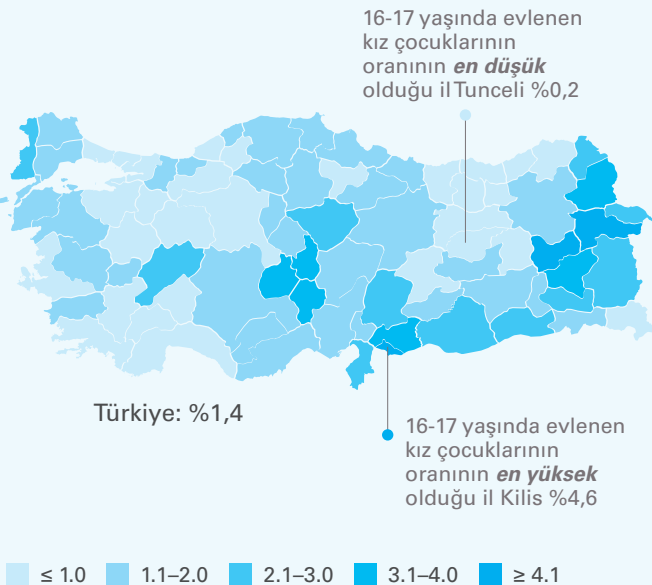 16-17 yaşında evlenen
kız çocuklarının
oranının en düşük
olduğu il Tunceli %0,2
Türkiye: %1,4
16-17 yaşında evlenen
kız çocuklarının
oranının en yüksek
olduğu il Kilis %4,6
≤ 1.0 1.1–2.0 2.1–3.0 3.1–4.0 ≥ 4.1